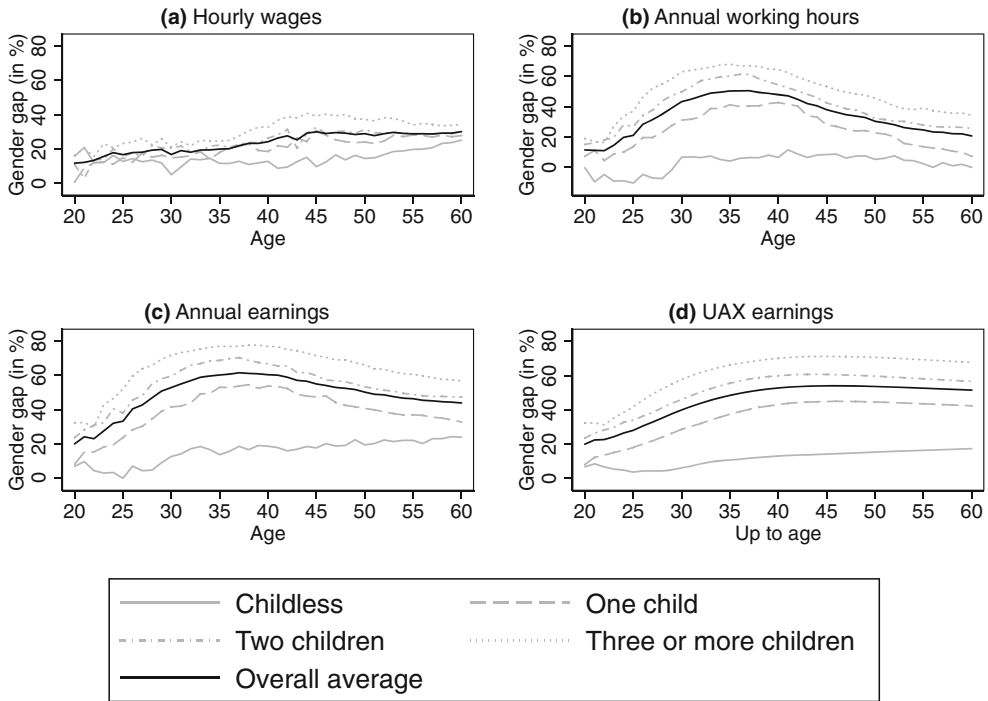 (a) Hourly wages
Gender gap (in %)
0 20 40 60 80
20 25 30 35 40 45 50 55 60
Age
(b) Annual working hours
Gender gap (in %)
0 20 40 60 80
20 25 30 35 40 45 50 55 60
Age
(c) Annual earnings
Gender gap (in %)
0 20 40 60 80
20 25 30 35 40 45 50 55 60
Age
(d) UAX earnings
Gender gap (in %)
0 20 40 60 80
20 25 30 35 40 45 50 55 60
Up to age
Childless
One child
Two children
Three or more children
Overall average